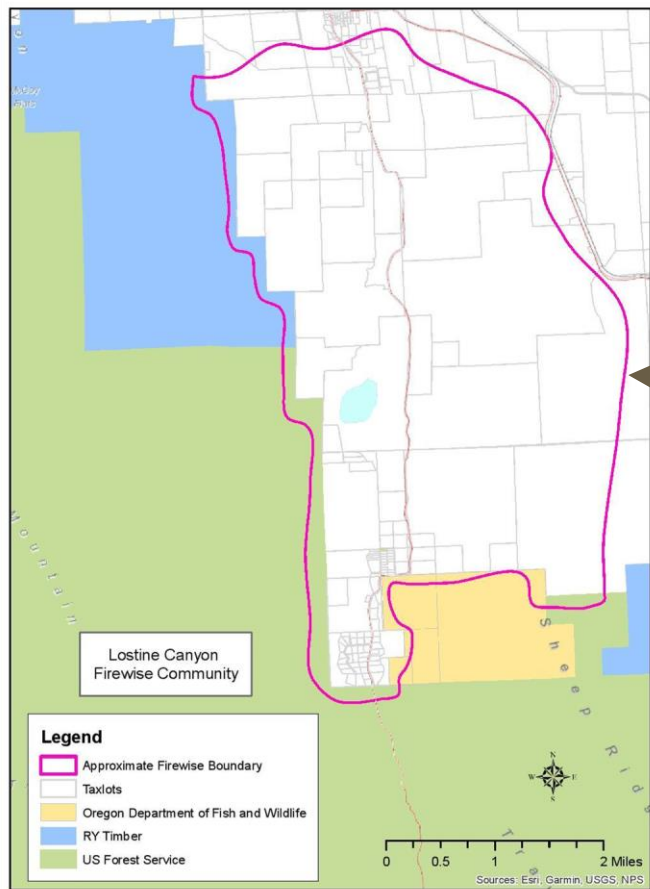 Mountain
Lostine Canyon
Firewise Community
Sheep Ridge
Legend
Approximate Firewise Boundary
Taxlots
Oregon Department of Fish and Wildlife
RY Timber
US Forest Service
N
W
E
S
0 0.5 1 2 Miles
Sources: Esri, Garmin, USGS, NPS